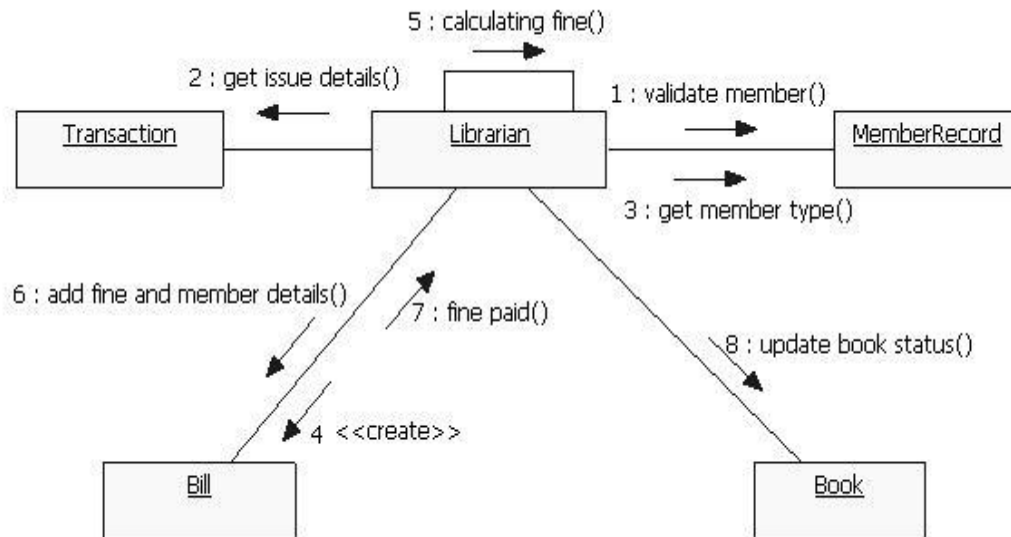 5 : calculating fine()
2 : get issue details()
1 : validate member()
Transaction
Librarian
MemberRecord
3 : get member type()
6 : add fine and member details()
7 : fine paid()
8 : update book status()
4 <<create>>
Bill
Book